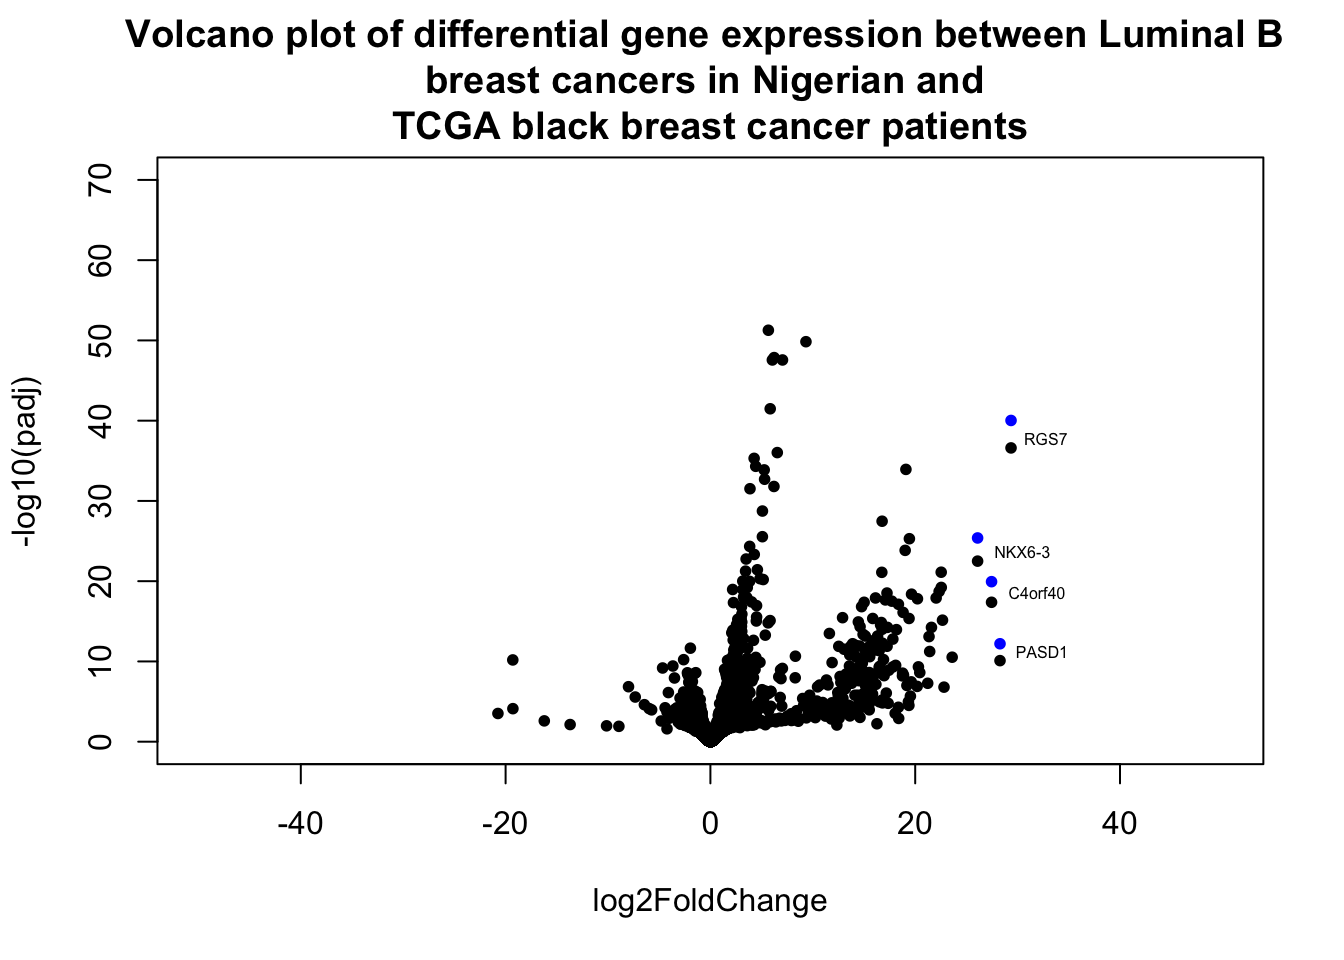 Volcano plot of differential gene expression between Luminal B
breast cancers in Nigerian and
TCGA black breast cancer patients
70
60
50
40
30
20
10
0
-log10(padj)
RGS7
NKX6-3
C4orf40
PASD1
-40 -20 0 20 40
log2FoldChange